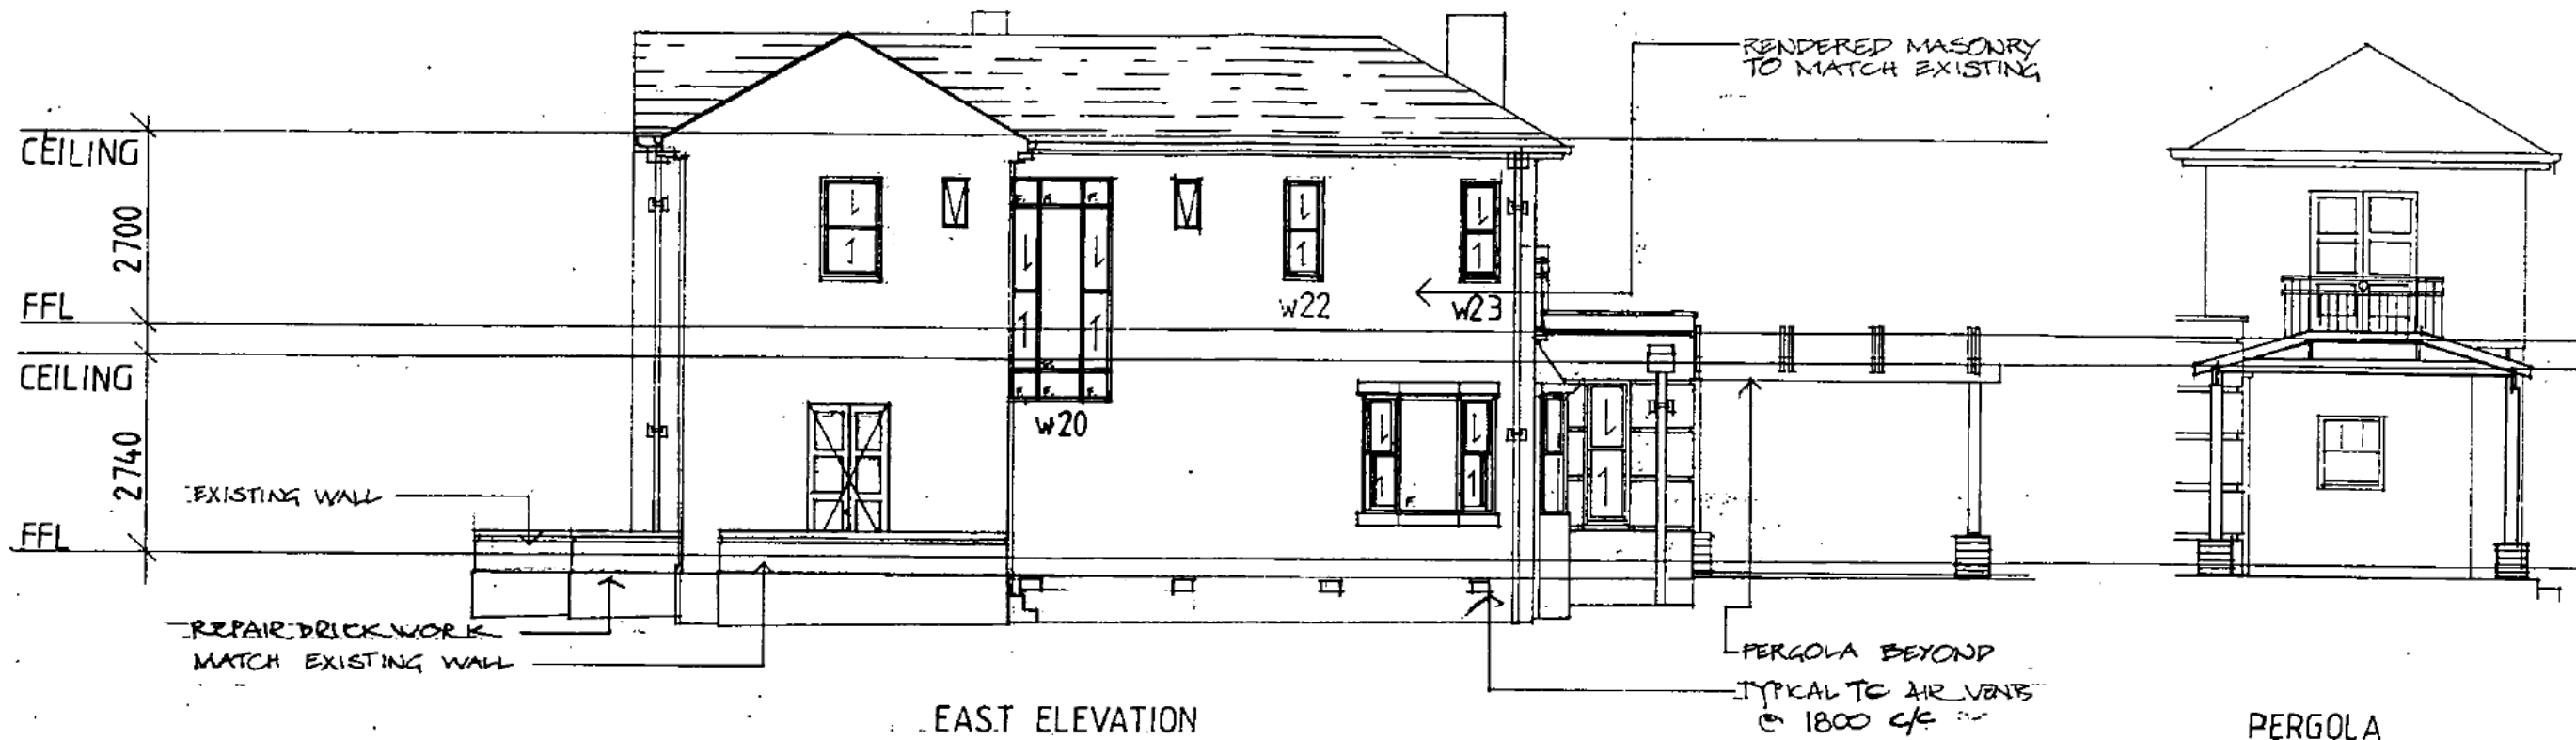 RENDERED MASONRY
TO MATCH EXISTING
CEILING
2700
FFL
CEILING
2740
FFL
W22
W23
W20
F.
F.
F.
F.
F.
F.
F.
EXISTING WALL
REPAIR BRICKWORK
MATCH EXISTING WALL
PERGOLA BEYOND
TYPICAL TC AIR VENTS
@ 1800 c/c
EAST ELEVATION
PERGOLA